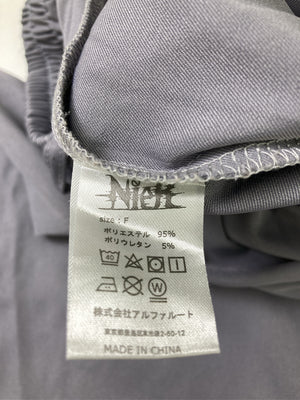 size : F
ポリエステル 95%
ポリウレタン 5%
40
株式会社アルファルート
MADE IN CHINA